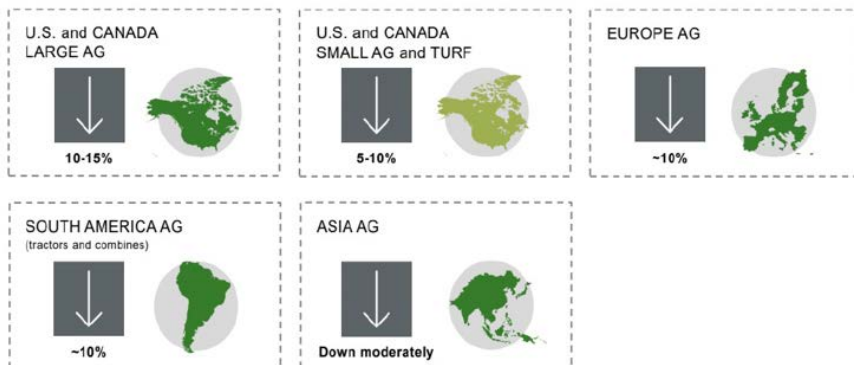 U.S. and CANADA
LARGE AG
10-15%
U.S. and CANADA
SMALL AG and TURF
5-10%
EUROPE AG
~10%
SOUTH AMERICA AG
(tractors and combines)
~10%
ASIA AG
Down moderately